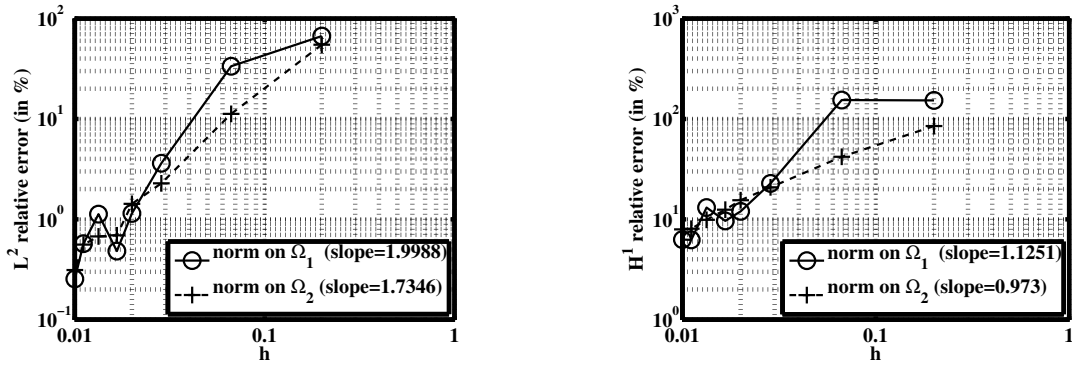 10^2
10^1
10^0
10^−1
L^2 relative error (in %)
norm on Ω_1 (slope=1.9988)
norm on Ω_2 (slope=1.7346)
0.01 0.1 1
h
10^3
10^2
10^1
10^0
H^1 relative error (in %)
norm on Ω_1 (slope=1.1251)
norm on Ω_2 (slope=0.973)
0.01 0.1 1
h